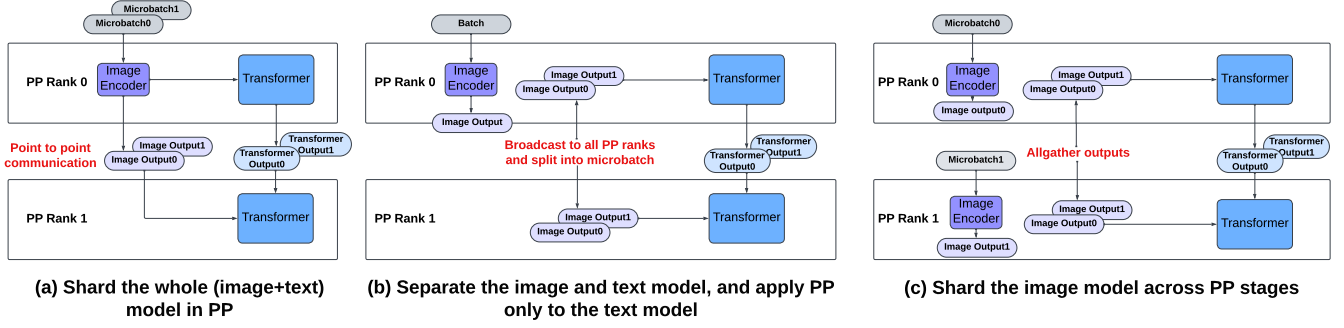 Microbatch1
Microbatch0
PP Rank 0
Image
Encoder
Transformer
Point to point
communication
Image Output1
Image Output0
Transformer
Output1
Transformer
Output0
PP Rank 1
Transformer
(a) Shard the whole (image+text)
model in PP
Batch
PP Rank 0
Image
Encoder
Image Output
Image Output1
Image Output0
Transformer
Broadcast to all PP ranks
and split into microbatch
Transformer
Output1
Transformer
Output0
PP Rank 1
Image Output1
Image Output0
Transformer
(b) Separate the image and text model, and apply PP
only to the text model
Microbatch0
PP Rank 0
Image
Encoder
Image output0
Image Output1
Image Output0
Transformer
Allgather outputs
Transformer
Output1
Transformer
Output0
Microbatch1
PP Rank 1
Image
Encoder
Image Output1
Image Output1
Image Output0
Transformer
(c) Shard the image model across PP stages